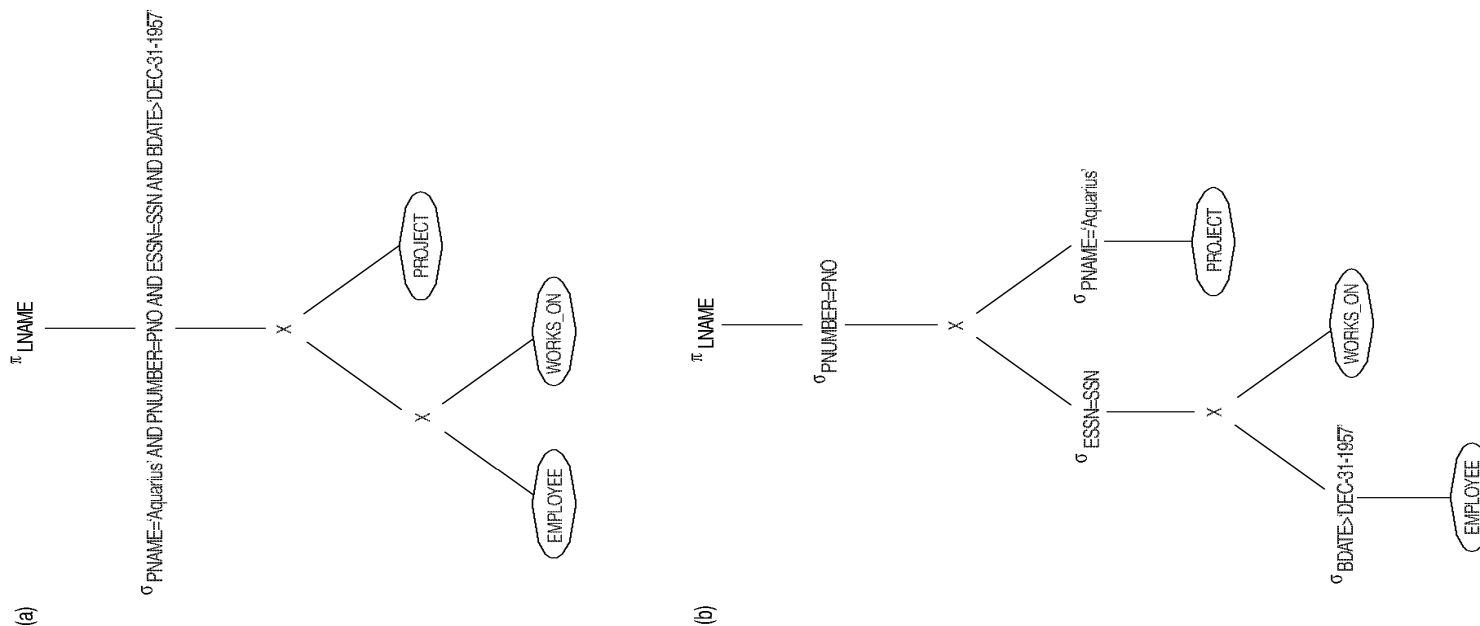 (a)
π LNAME
σ PNAME='Aquarius' AND PNUMBER=PNO AND ESSN=SSN AND BDATE>'DEC-31-1957'
X
X
PROJECT
EMPLOYEE
WORKS_ON
(b)
π LNAME
σ PNUMBER=PNO
X
σ ESSN=SSN
σ PNAME='Aquarius'
X
PROJECT
σ BDATE>'DEC-31-1957'
WORKS_ON
EMPLOYEE